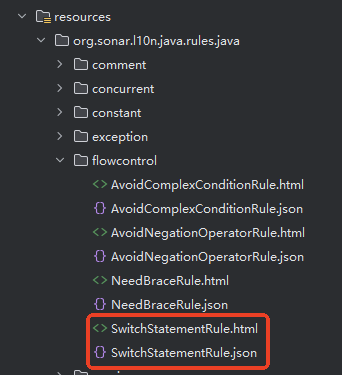 resources
org.sonar.l10n.java.rules.java
comment
concurrent
constant
exception
flowcontrol
<> AvoidComplexConditionRule.html
{} AvoidComplexConditionRule.json
<> AvoidNegationOperatorRule.html
{} AvoidNegationOperatorRule.json
<> NeedBraceRule.html
{} NeedBraceRule.json
<> SwitchStatementRule.html
{} SwitchStatementRule.json